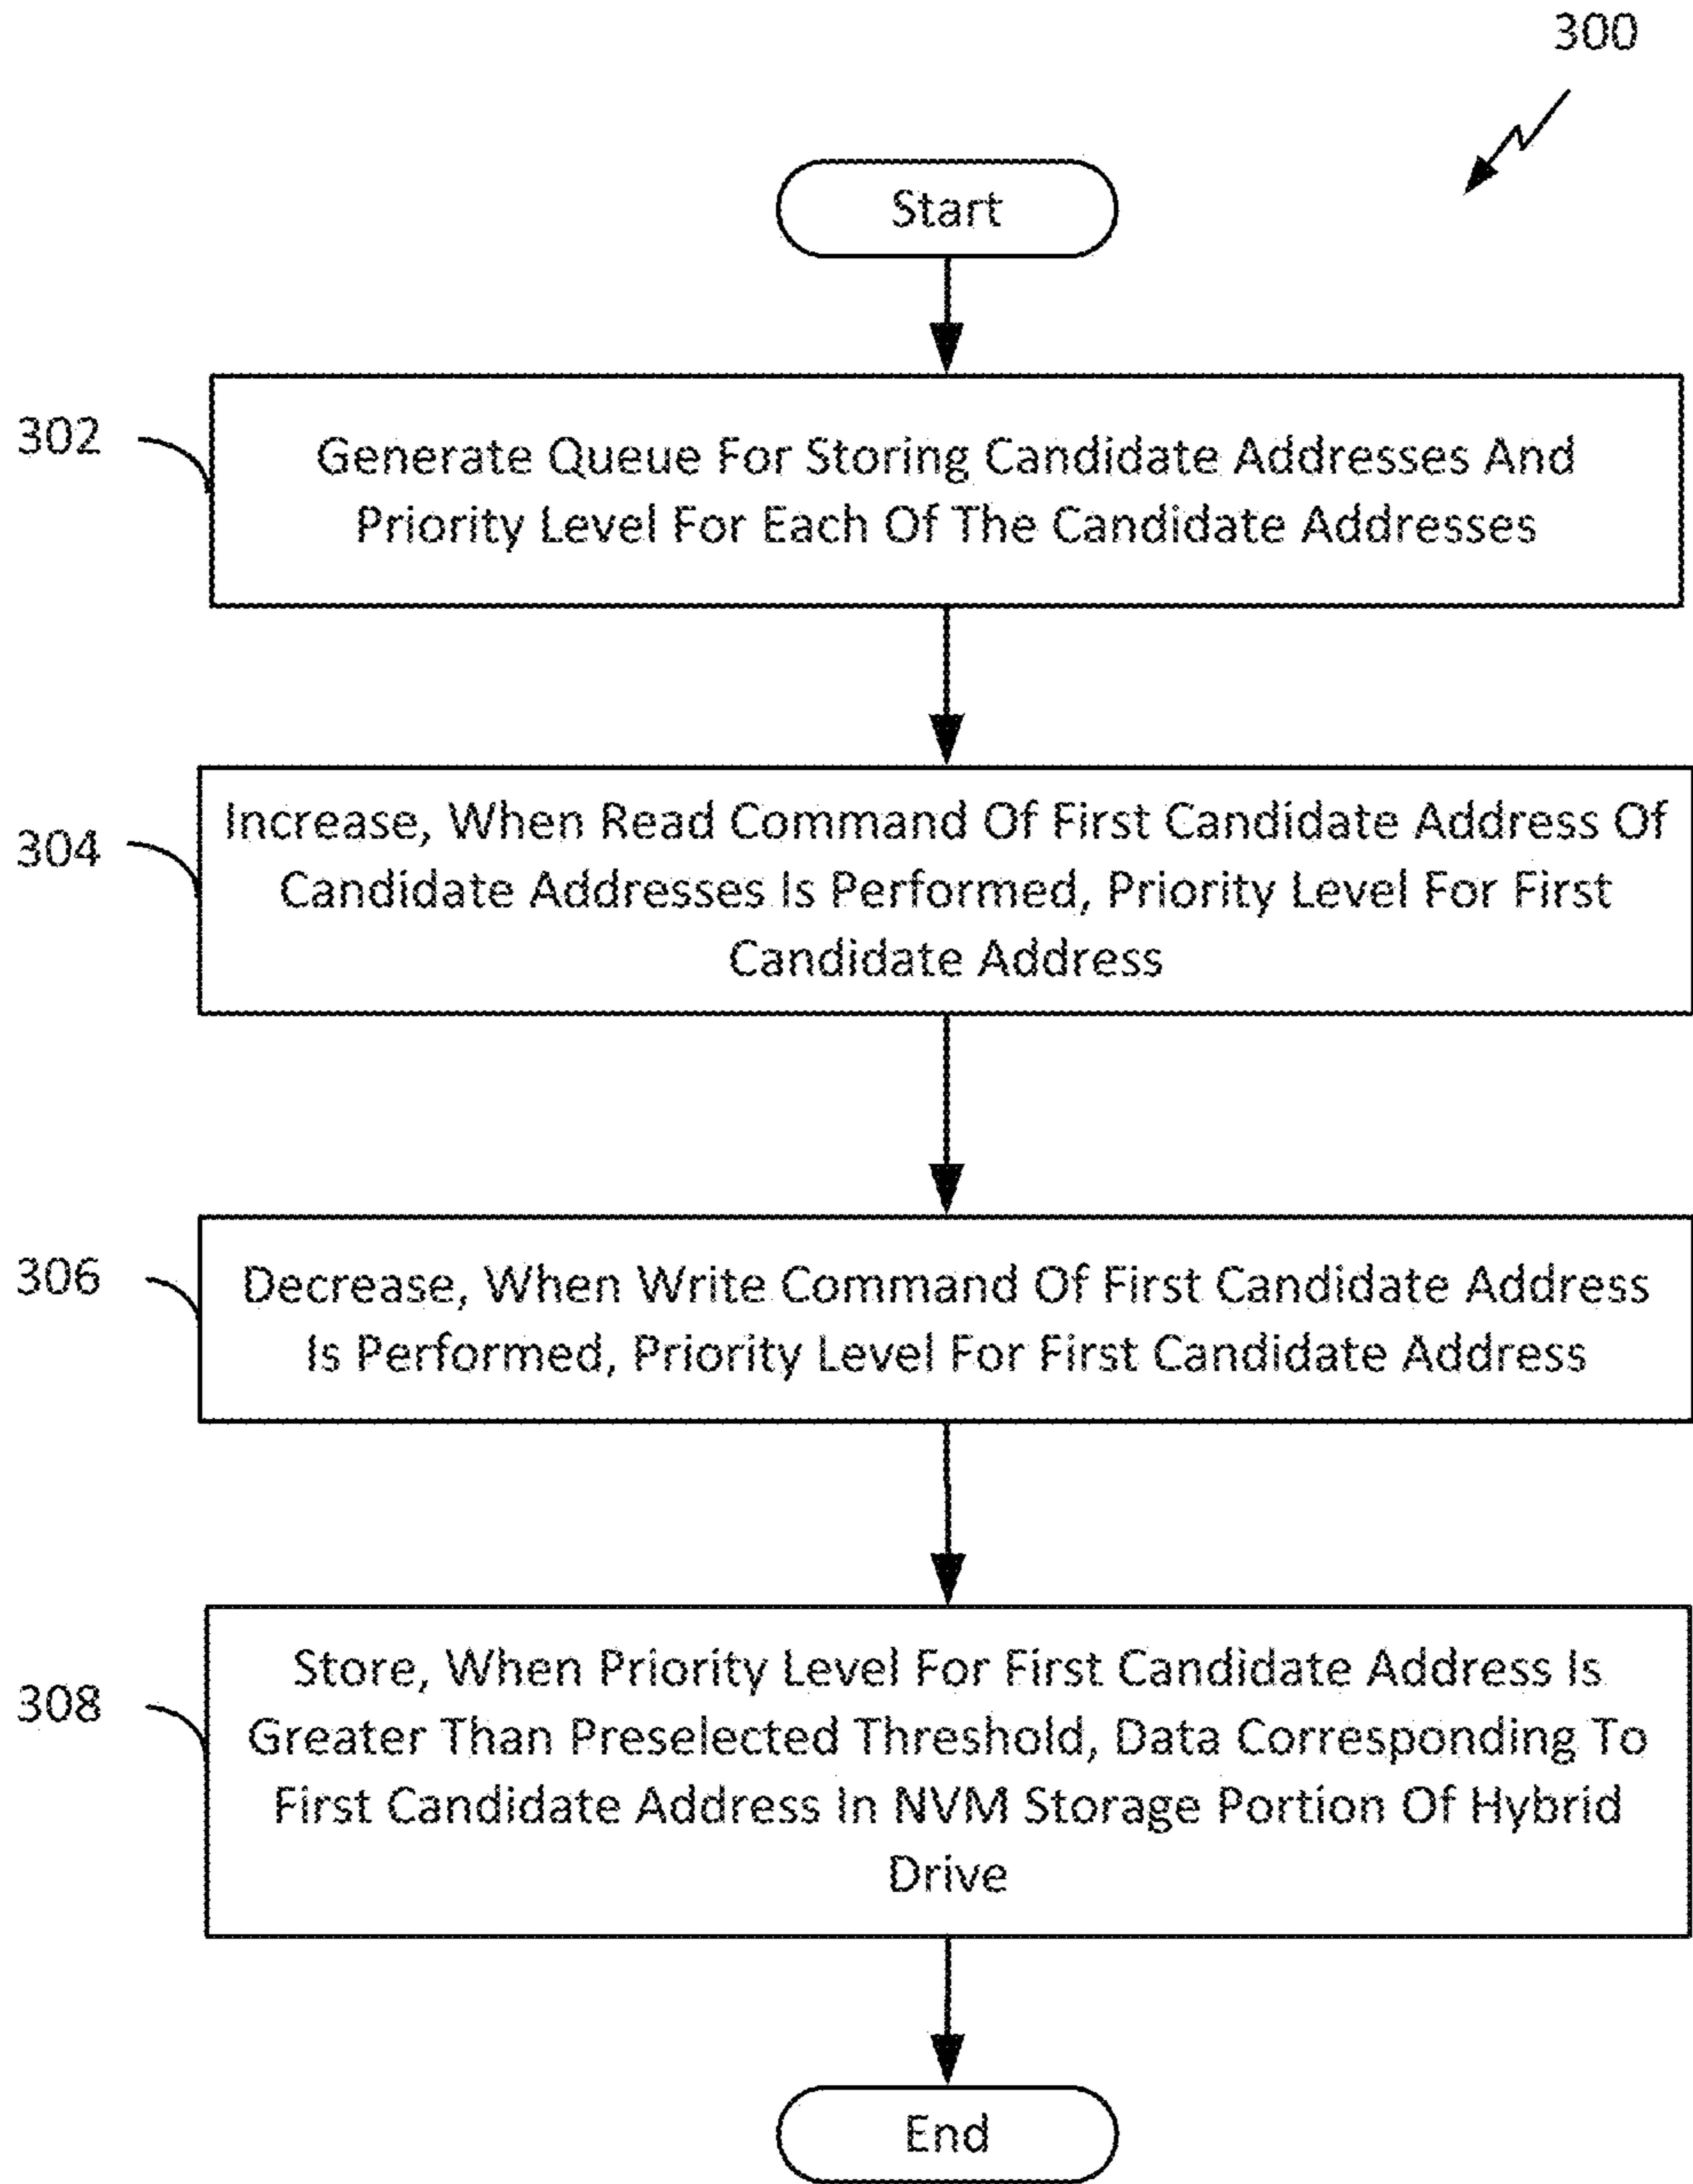 300
Start
302
Generate Queue For Storing Candidate Addresses And
Priority Level For Each Of The Candidate Addresses
304
Increase, When Read Command Of First Candidate Address Of
Candidate Addresses Is Performed, Priority Level For First
Candidate Address
306
Decrease, When Write Command Of First Candidate Address
Is Performed, Priority Level For First Candidate Address
308
Store, When Priority Level For First Candidate Address Is
Greater Than Preselected Threshold, Data Corresponding To
First Candidate Address In NVM Storage Portion Of Hybrid
Drive
End